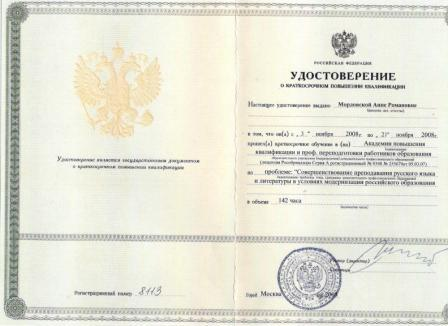 Удостоверение является государственным документом
о краткосрочном повышении квалификации
Регистрационный номер 8113
РОССИЙСКАЯ ФЕДЕРАЦИЯ
УДОСТОВЕРЕНИЕ
О КРАТКОСРОЧНОМ ПОВЫШЕНИИ КВАЛИФИКАЦИИ
Настоящее удостоверение выдано Мордовской Анне Романовне
в том, что он(а) с „ 3 " ноября 2008г по „ 21" ноября 2008г.
прошел(а) краткосрочное обучение в (на) Академии повышения
квалификации и проф. переподготовки работников образования
по проблеме: "Совершенствование преподавания русского языка
и литературы в условиях модернизации российского образования
в объеме 142 часа
Город Москва